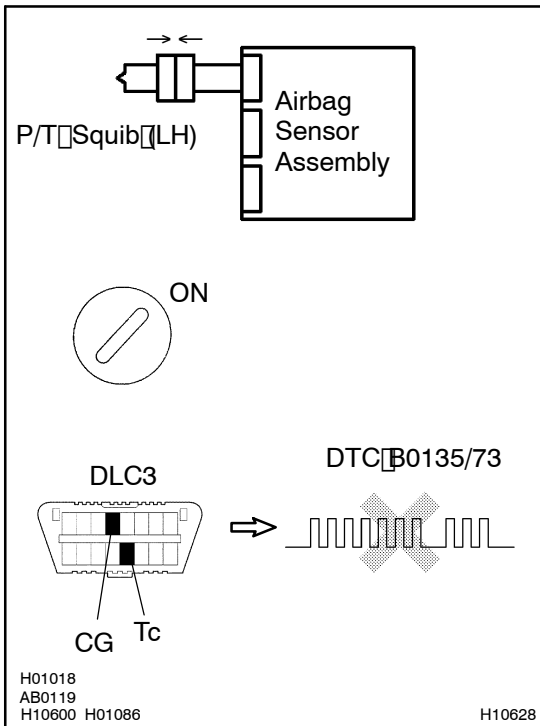 P/T Squib (LH)
Airbag
Sensor
Assembly
ON
DLC3
DTC B0135/73
CG
Tc
H01018
AB0119
H10600 H01086
H10628